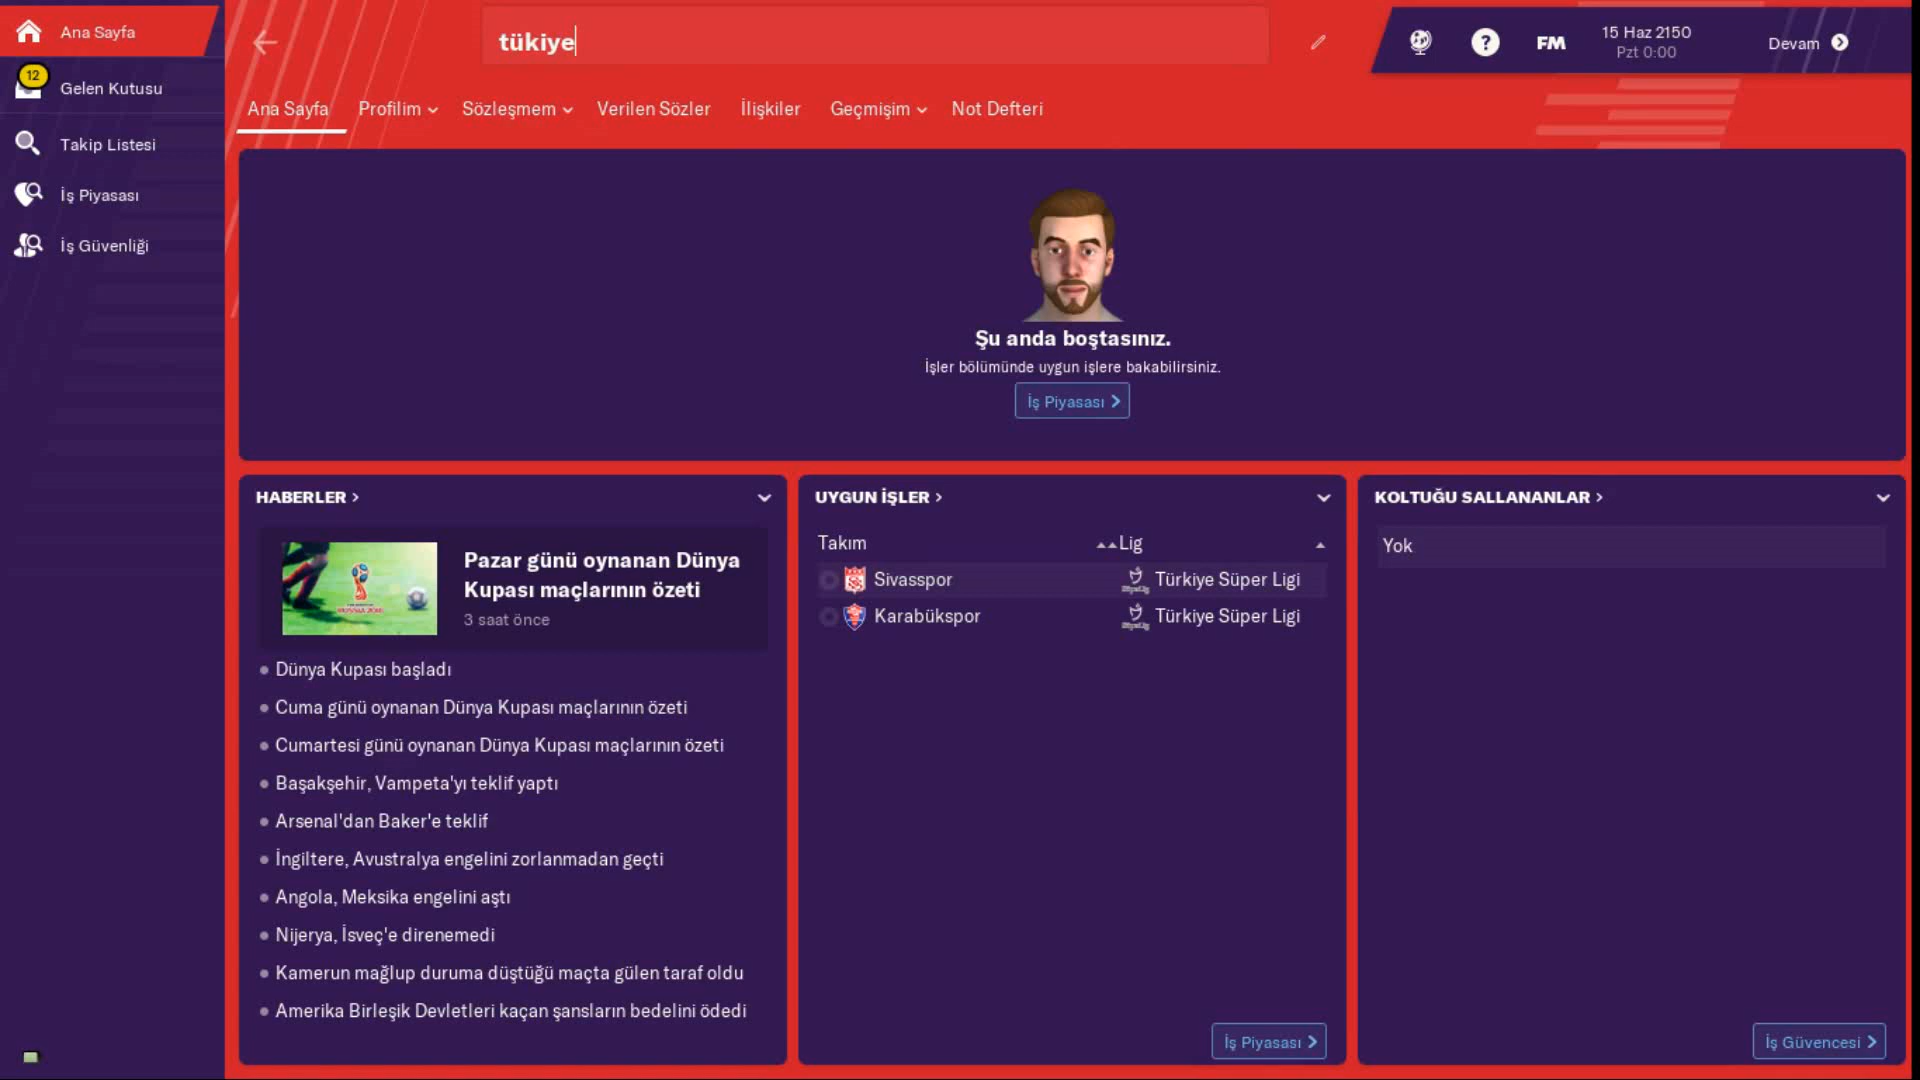 Ana Sayfa
12
Gelen Kutusu
Takip Listesi
İş Piyasası
İş Güvenliği
tükiye
?
FM
15 Haz 2150
Pzt 0:00
Devam
Ana Sayfa Profilim Sözleşmem Verilen Sözler İlişkiler Geçmişim Not Defteri
Şu anda boştasınız.
İşler bölümünde uygun işlere bakabilirsiniz.
İş Piyasası
HABERLER
Pazar günü oynanan Dünya
Kupası maçlarının özeti
3 saat önce
Dünya Kupası başladı
Cuma günü oynanan Dünya Kupası maçlarının özeti
Cumartesi günü oynanan Dünya Kupası maçlarının özeti
Başakşehir, Vampeta'yı teklif yaptı
Arsenal'dan Baker'e teklif
İngiltere, Avustralya engelini zorlanmadan geçti
Angola, Meksika engelini aştı
Nijerya, İsveç'e direnemedi
Kamerun mağlup duruma düştüğü maçta gülen taraf oldu
Amerika Birleşik Devletleri kaçan şansların bedelini ödedi
UYGUN İŞLER
Takım Lig
Sivasspor Türkiye Süper Ligi
Karabükspor Türkiye Süper Ligi
İş Piyasası
KOLTUĞU SALLANANLAR
Yok
İş Güvencesi